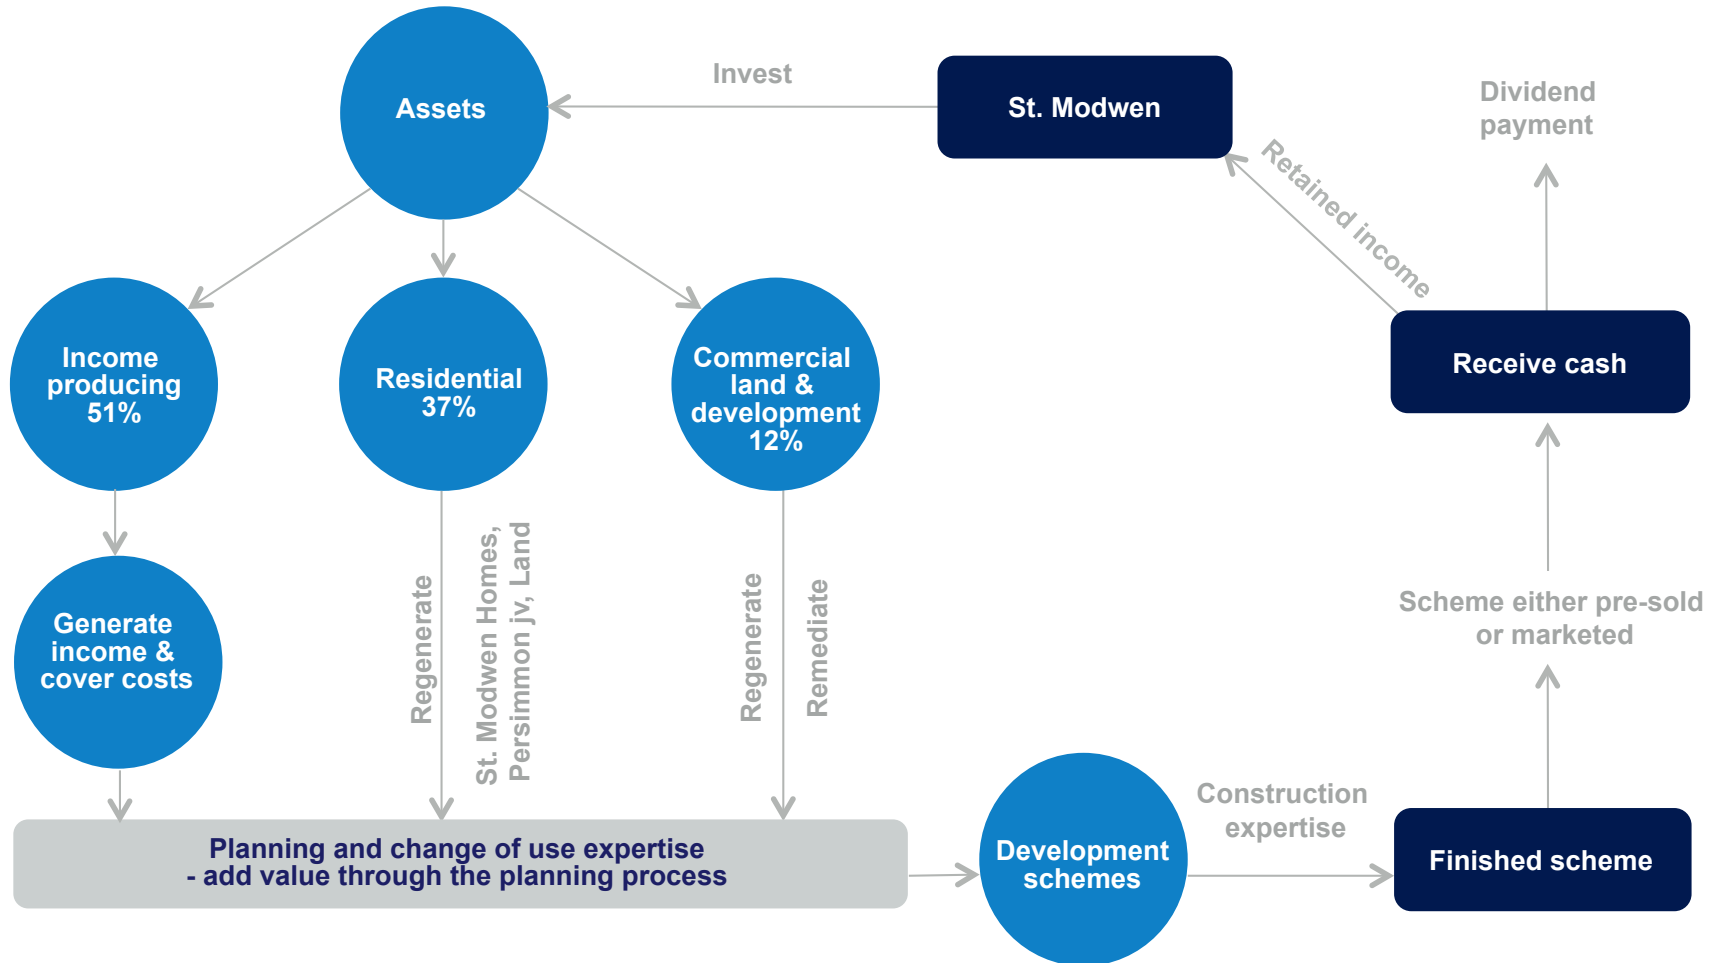 Assets
Invest
St. Modwen
Dividend
payment
Retained income
Income
producing
51%
Residential
37%
Commercial
land &
development
12%
Receive cash
Generate
income &
cover costs
Regenerate
St. Modwen Homes,
Persimmon jv, Land
Regenerate
Remediate
Scheme either pre-sold
or marketed
Planning and change of use expertise
- add value through the planning process
Development
schemes
Construction
expertise
Finished scheme